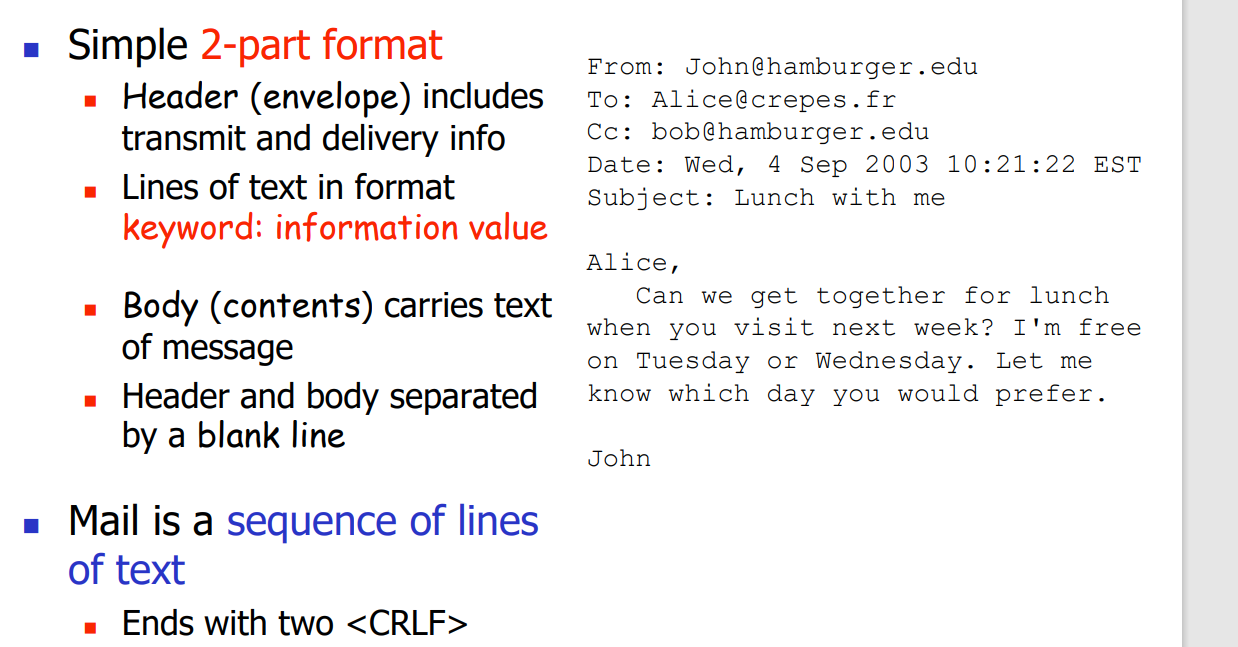 Simple 2-part format
Header (envelope) includes
transmit and delivery info
Lines of text in format
keyword: information value
Body (contents) carries text
of message
Header and body separated
by a blank line
Mail is a sequence of lines
of text
Ends with two <CRLF>
From: John@hamburger.edu
To: Alice@crepes.fr
Cc: bob@hamburger.edu
Date: Wed, 4 Sep 2003 10:21:22 EST
Subject: Lunch with me
Alice,
Can we get together for lunch
when you visit next week? I'm free
on Tuesday or Wednesday. Let me
know which day you would prefer.
John